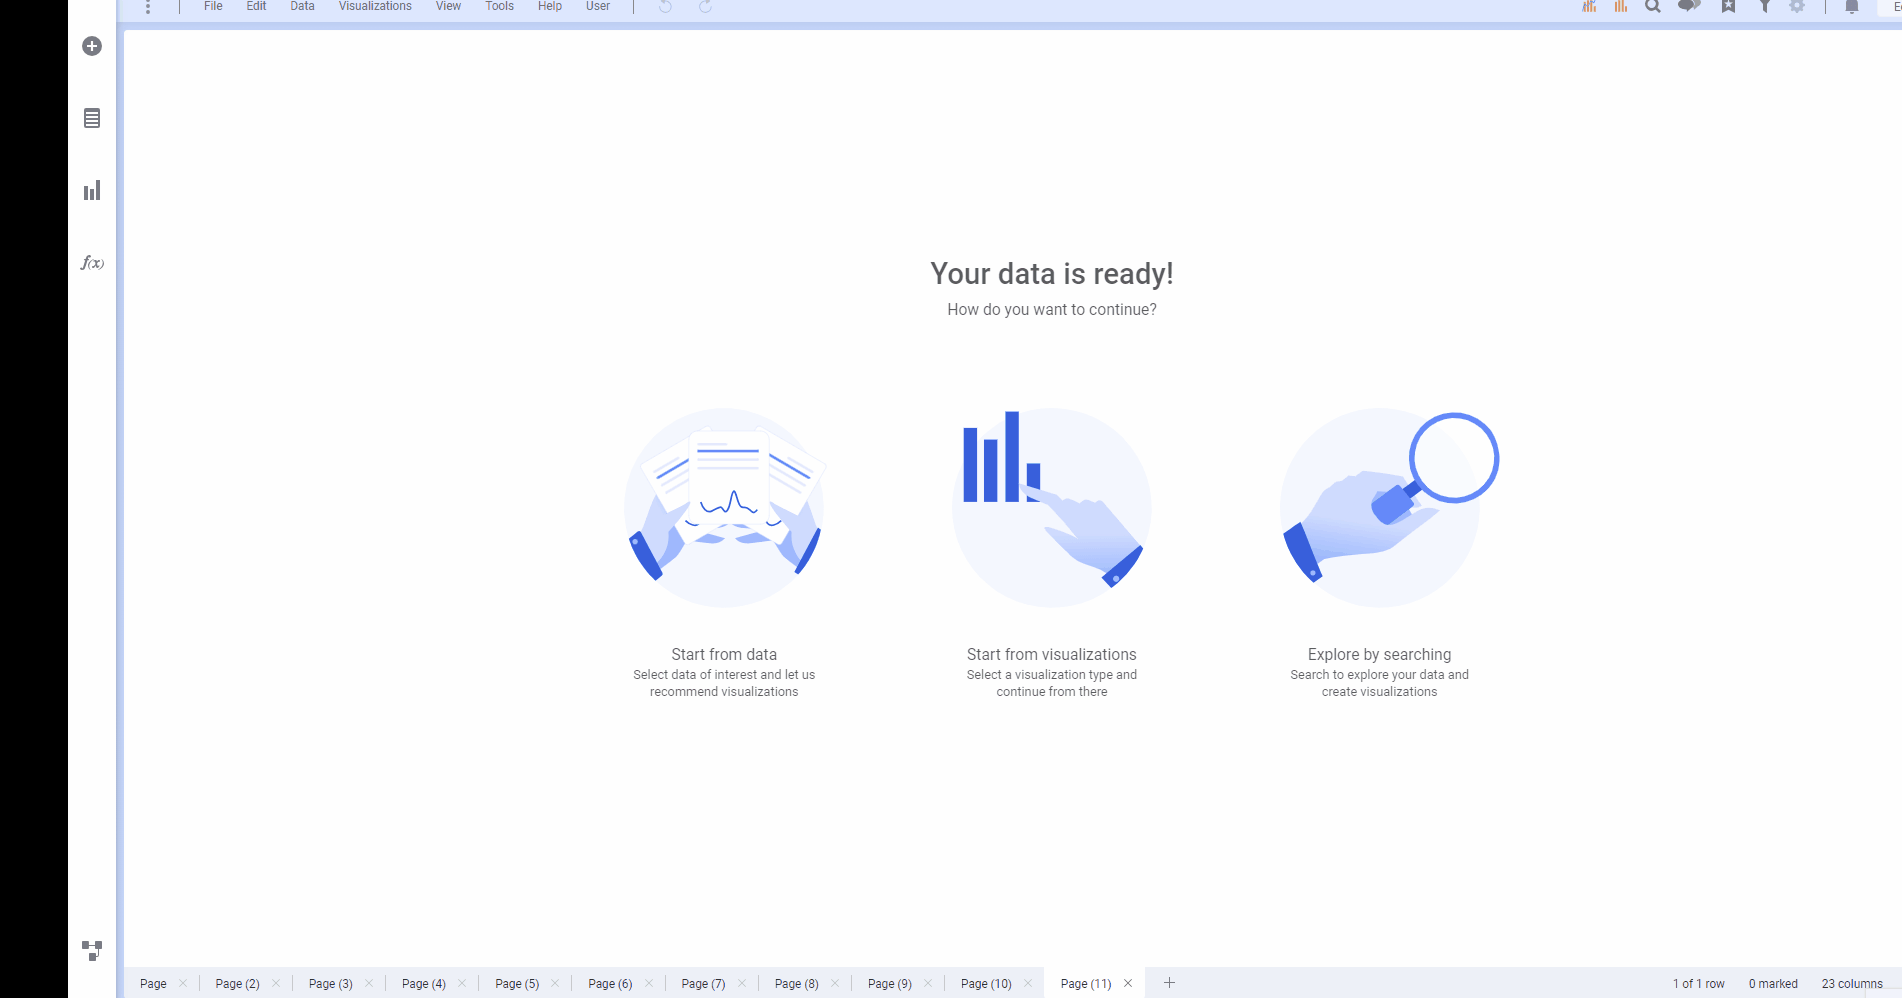 File Edit Data Visualizations View Tools Help User
f(x)
Your data is ready!
How do you want to continue?
Start from data
Select data of interest and let us
recommend visualizations
Start from visualizations
Select a visualization type and
continue from there
Explore by searching
Search to explore your data and
create visualizations
Page Page (2) Page (3) Page (4) Page (5) Page (6) Page (7) Page (8) Page (9) Page (10) Page (11) 1 of 1 row 0 marked 23 columns